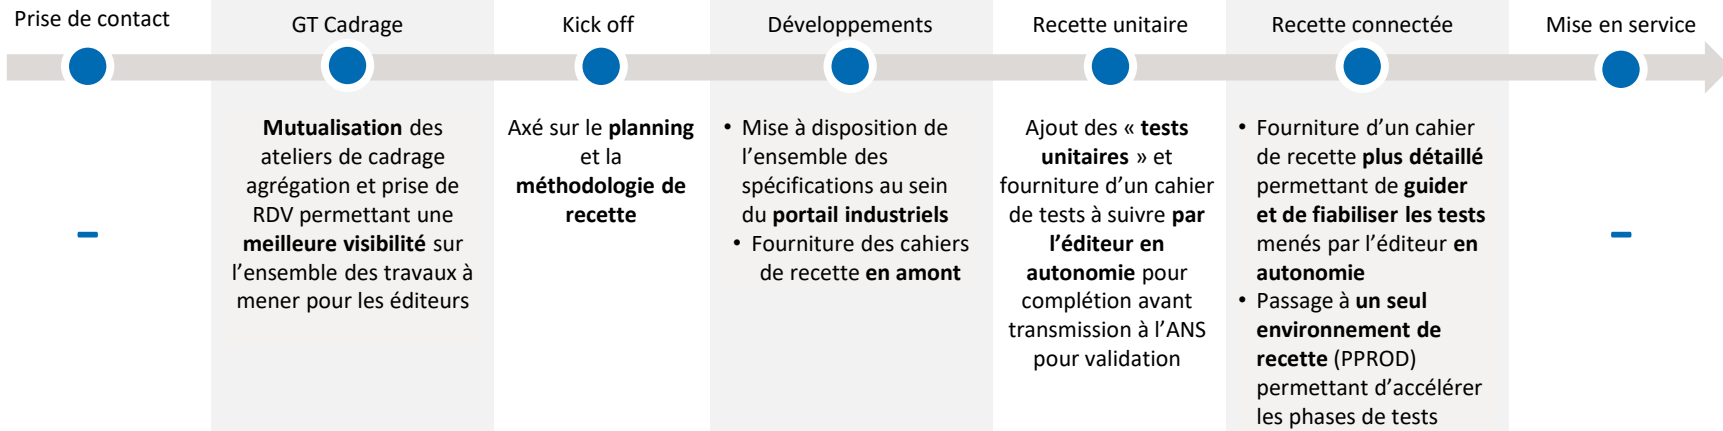 Prise de contact
GT Cadrage
Kick off
Développements
Recette unitaire
Recette connectée
Mise en service
-
Mutualisation des
ateliers de cadrage
agrégation et prise de
RDV permettant une
meilleure visibilité sur
l’ensemble des travaux à
mener pour les éditeurs
Axé sur le planning
et la
méthodologie de
recette
• Mise à disposition de
l’ensemble des
spécifications au sein
du portail industriels
• Fourniture des cahiers
de recette en amont
Ajout des « tests
unitaires » et
fourniture d’un cahier
de tests à suivre par
l’éditeur en
autonomie pour
complétion avant
transmission à l’ANS
pour validation
• Fourniture d’un cahier
de recette plus détaillé
permettant de guider
et de fiabiliser les tests
menés par l’éditeur en
autonomie
• Passage à un seul
environnement de
recette (PPROD)
permettant d’accélérer
les phases de tests
-